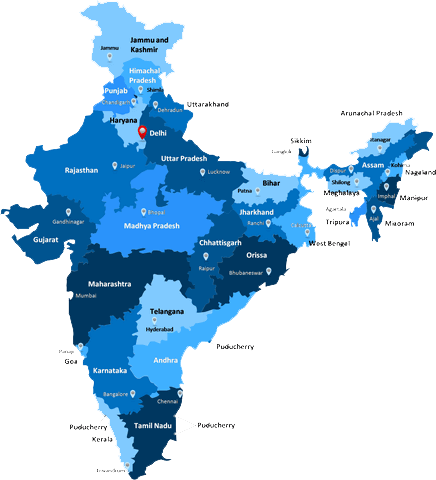 Jammu and
Kashmir
Jammu
Himachal
Pradesh
Shimla
Punjab
Chandigarh
Dehradun
Uttarakhand
Haryana
Delhi
Arunachal Pradesh
Itanagar
Sikkim
Gangtok
Assam
Kohima
Dispur
Nagaland
Rajasthan
Jaipur
Uttar Pradesh
Lucknow
Bihar
Patna
Shillong
Meghalaya
Imphal
Manipur
Agartala
Tripura
Ajal
Mizoram
Gandhinagar
Gujarat
Bhopal
Madhya Pradesh
Jharkhand
Ranchi
Calcutta
West Bengal
Chhattisgarh
Raipur
Orissa
Bhubaneswar
Maharashtra
Mumbai
Telangana
Hyderabad
Panaji
Goa
Andhra
Puducherry
Karnataka
Bangalore
Chennai
Puducherry
Kerala
Tamil Nadu
Puducherry